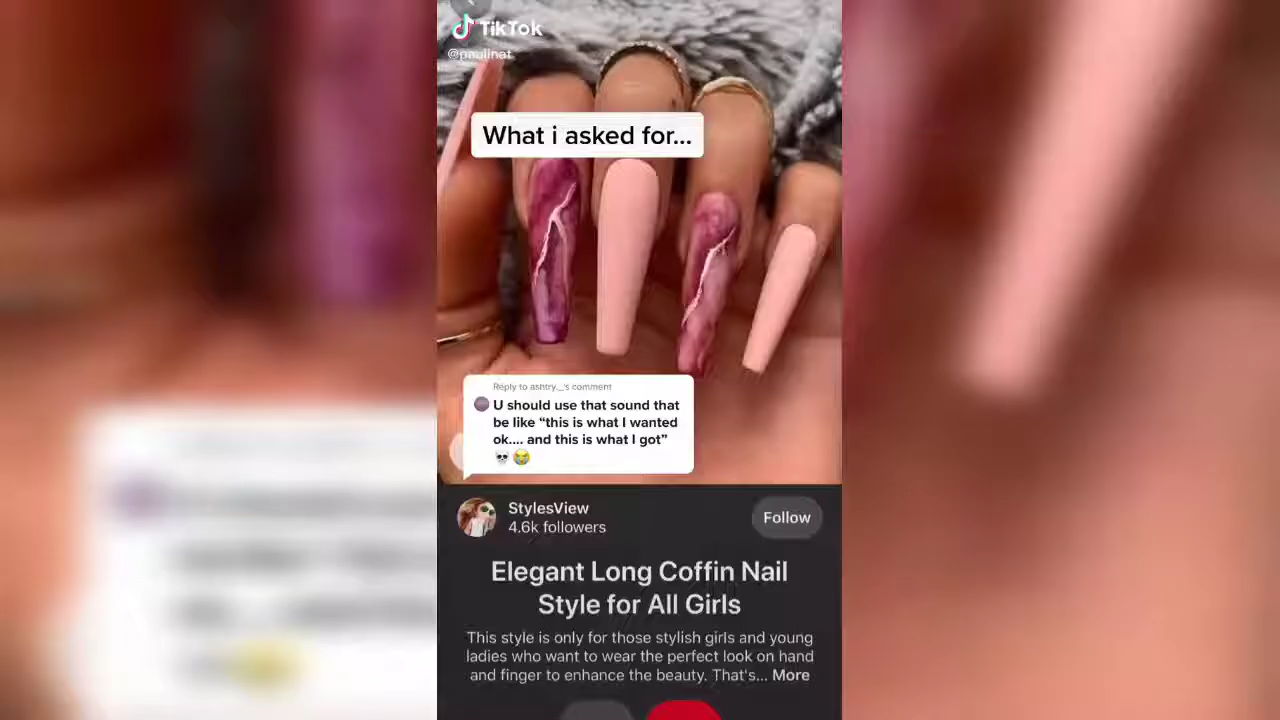 TikTok
@paulinat
What i asked for...
Reply to ashtry._'s comment
U should use that sound that
be like “this is what I wanted
ok.... and this is what I got”
💀😭
StylesView
4.6k followers
Follow
Elegant Long Coffin Nail
Style for All Girls
This style is only for those stylish girls and young
ladies who want to wear the perfect look on hand
and finger to enhance the beauty. That's... More